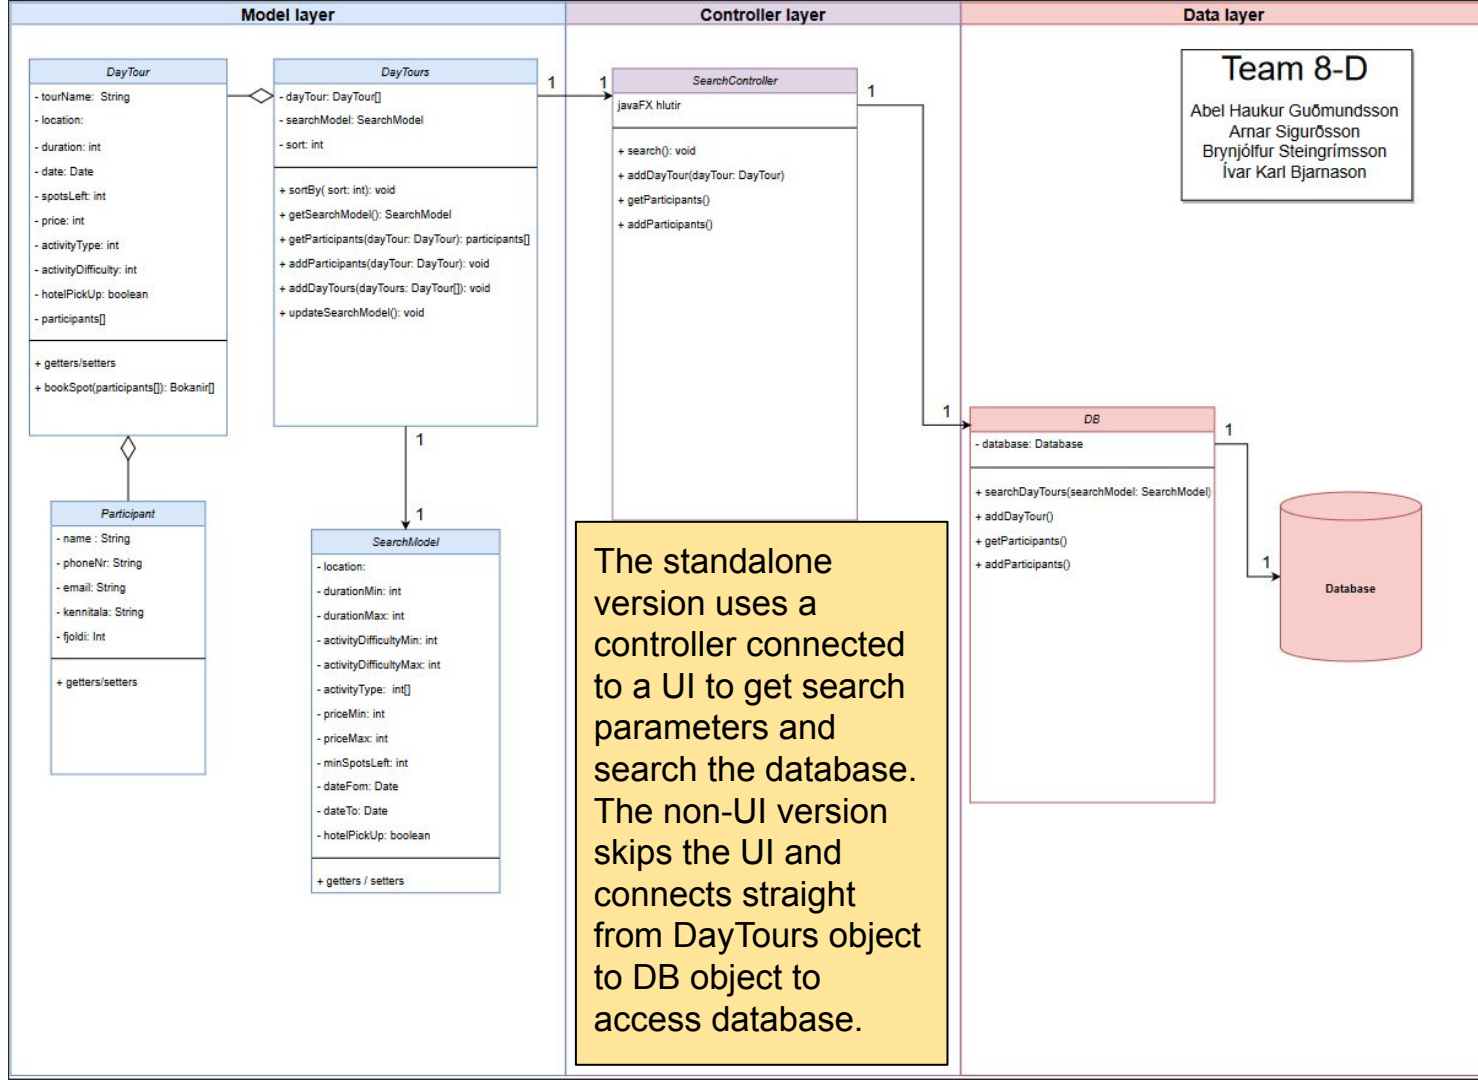 Model layer
Controller layer
Data layer
DayTour
- tourName: String
- location:
- duration: int
- date: Date
- spotsLeft: int
- price: int
- activityType: int
- activityDifficulty: int
- hotelPickUp: boolean
- participants[]
+ getters/setters
+ bookSpot(participants[]): Bokanir[]
DayTours
- dayTour: DayTour[]
- searchModel: SearchModel
- sort: int
+ sortBy( sort: int): void
+ getSearchModel(): SearchModel
+ getParticipants(dayTour: DayTour): participants[]
+ addParticipants(dayTour: DayTour): void
+ addDayTours(dayTours: DayTour[]): void
+ updateSearchModel(): void
1
1
SearchController
javaFX hlutir
+ search(): void
+ addDayTour(dayTour: DayTour)
+ getParticipants()
+ addParticipants()
1
1
Team 8-D
Abel Haukur Guðmundsson
Arnar Sigurðsson
Brynjólfur Steingrímsson
Ívar Karl Bjarnason
Participant
- name : String
- phoneNr: String
- email: String
- kennitala: String
- fjoldi: Int
+ getters/setters
1
1
SearchModel
- location:
- durationMin: int
- durationMax: int
- activityDifficultyMin: int
- activityDifficultyMax: int
- activityType: int[]
- priceMin: int
- priceMax: int
- minSpotsLeft: int
- dateFom: Date
- dateTo: Date
- hotelPickUp: boolean
+ getters / setters
The standalone
version uses a
controller connected
to a UI to get search
parameters and
search the database.
The non-UI version
skips the UI and
connects straight
from DayTours object
to DB object to
access database.
DB
- database: Database
+ searchDayTours(searchModel: SearchModel)
+ addDayTour()
+ getParticipants()
+ addParticipants()
1
1
Database